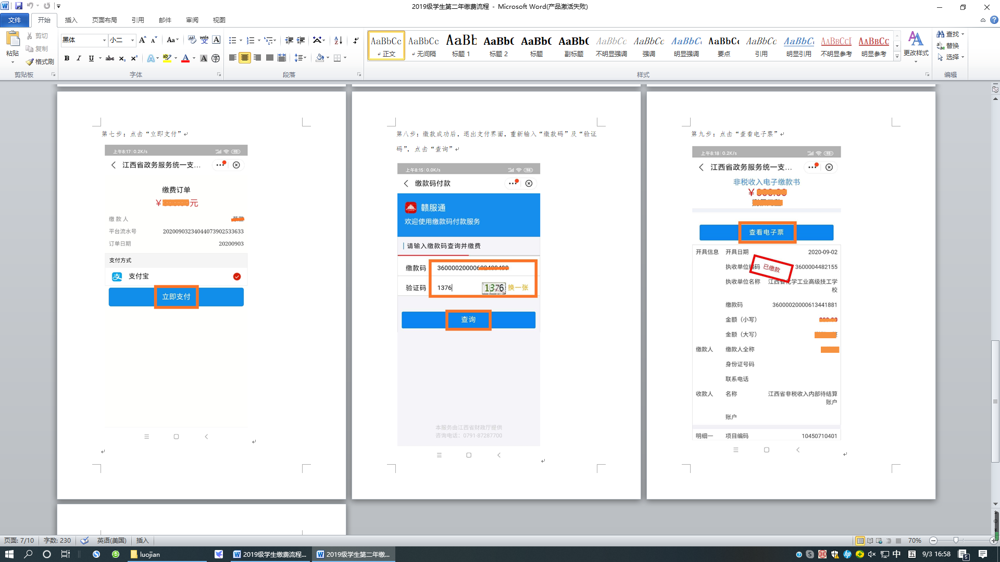 2019级学生第二年缴费流程 - Microsoft Word(产品激活失败)
文件 开始 插入 页面布局 引用 邮件 审阅 视图
粘贴
剪切
复制
格式刷
剪贴板
黑体 小二
字体
段落
AaBbCc AaBbCc AaBb AaBbC AaBbC AaBbC AaBbCc AaBbCc AaBbC AaBbCc AaBbCc AaBbC AaBbCcI AaBbCc
正文 无间隔 标题 1 标题 2 标题 副标题 不明显强调 强调 明显强调 要点 引用 明显引用 不明显参考 明显参考
更改样式
样式
查找
替换
选择
编辑
第七步：点击“立即支付”
上午8:17 | 0.2K/s
江西省政务服务统一支...
缴费订单
¥ 元
缴 款 人
平台流水号 20200903234044073902533633
订单日期 20200903
支付方式
支付宝
立即支付
第八步：缴款成功后，退出支付界面，重新输入“缴款码”及“验证
码”，点击“查询”
上午8:15 | 0.0K/s
缴款码付款
赣服通
欢迎使用缴款码付款服务
请输入缴款码查询并缴费
缴款码 36000020000
验证码 1376 1376 换一张
查询
本服务由江西省财政厅提供
咨询电话：0791-87287700
第九步：点击“查看电子票”
上午8:18 | 0.2K/s
江西省政务服务统一支...
非税收入电子缴款书
¥
查看电子票
开具信息 开具日期 2020-09-02
执收单位编码 已缴款 3600004482155
执收单位名称 江西省化学工业高级技工学
校
缴款码 36000020000613441881
金额（小写）
金额（大写）
缴款人 缴款人全称
身份证号码
联系电话
收款人 名称 江西省非税收入内部待结算
账户
账户
明细一 项目编码 10450710401
页面: 7/10 字数: 230 英语(美国) 插入 70%
luojian 2019级学生缴费流程... 2019级学生第二年缴... 中 五 9/3 16:58 5